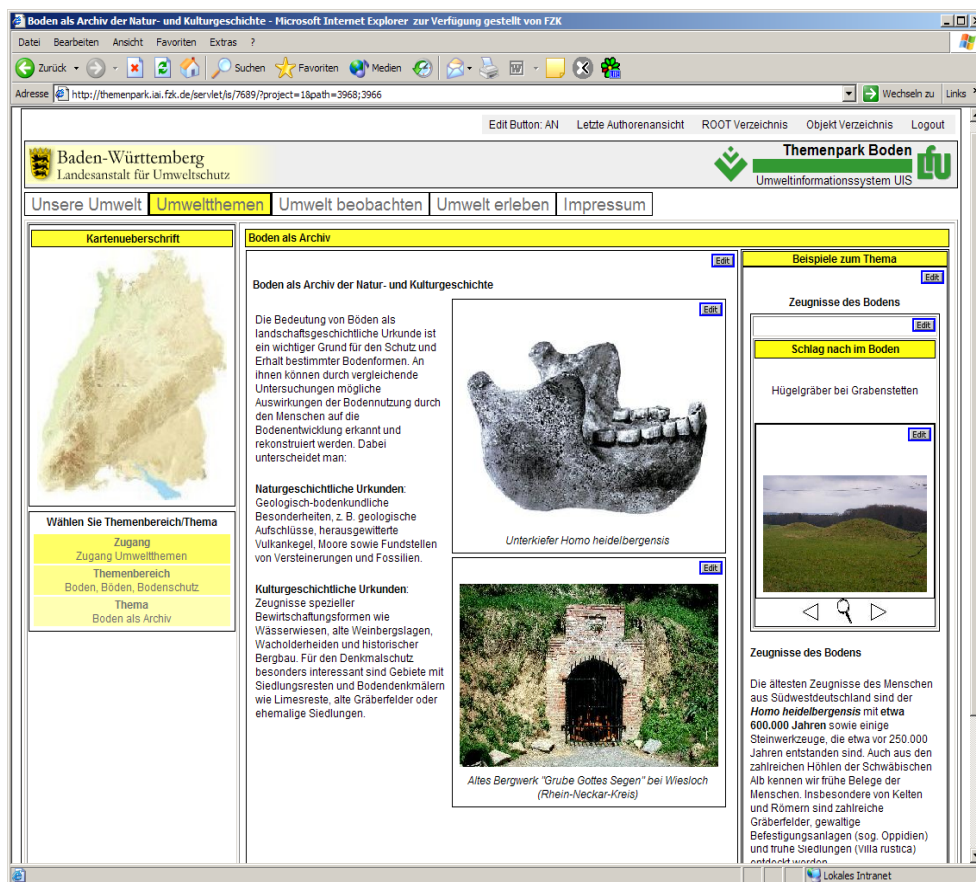 Boden als Archiv der Natur- und Kulturgeschichte - Microsoft Internet Explorer zur Verfügung gestellt von FZK
Datei Bearbeiten Ansicht Favoriten Extras ?
Zurück Suchen Favoriten Medien
Adresse http://themenpark.iai.fzk.de/servlet/is/7689/?project=1&path=3968;3966 Wechseln zu Links
Edit Button: AN Letzte Authorenansicht ROOT Verzeichnis Objekt Verzeichnis Logout
Baden-Württemberg
Landesanstalt für Umweltschutz
Themenpark Boden
Umweltinformationssystem UIS
LfU
Unsere Umwelt Umweltthemen Umwelt beobachten Umwelt erleben Impressum
Kartenueberschrift
Wählen Sie Themenbereich/Thema
Zugang
Zugang Umweltthemen
Themenbereich
Boden, Böden, Bodenschutz
Thema
Boden als Archiv
Boden als Archiv
Edit
Boden als Archiv der Natur- und Kulturgeschichte
Die Bedeutung von Böden als
landschaftsgeschichtliche Urkunde ist
ein wichtiger Grund für den Schutz und
Erhalt bestimmter Bodenformen. An
ihnen können durch vergleichende
Untersuchungen mögliche
Auswirkungen der Bodennutzung durch
den Menschen auf die
Bodenentwicklung erkannt und
rekonstruiert werden. Dabei
unterscheidet man:
Naturgeschichtliche Urkunden:
Geologisch-bodenkundliche
Besonderheiten, z. B. geologische
Aufschlüsse, herausgewitterte
Vulkankegel, Moore sowie Fundstellen
von Versteinerungen und Fossilien.
Kulturgeschichtliche Urkunden:
Zeugnisse spezieller
Bewirtschaftungsformen wie
Wässerwiesen, alte Weinbergslagen,
Wacholderheiden und historischer
Bergbau. Für den Denkmalschutz
besonders interessant sind Gebiete mit
Siedlungsresten und Bodendenkmälern
wie Limesreste, alte Gräberfelder oder
ehemalige Siedlungen.
Edit
Unterkiefer Homo heidelbergensis
Edit
Altes Bergwerk "Grube Gottes Segen" bei Wiesloch
(Rhein-Neckar-Kreis)
Beispiele zum Thema
Edit
Zeugnisse des Bodens
Edit
Schlag nach im Boden
Hügelgräber bei Grabenstetten
Edit
Zeugnisse des Bodens
Die ältesten Zeugnisse des Menschen
aus Südwestdeutschland sind der
Homo heidelbergensis mit etwa
600.000 Jahren sowie einige
Steinwerkzeuge, die etwa vor 250.000
Jahren entstanden sind. Auch aus den
zahlreichen Höhlen der Schwäbischen
Alb kennen wir frühe Belege der
Menschen. Insbesondere von Kelten
und Römern sind zahlreiche
Gräberfelder, gewaltige
Befestigungsanlagen (sog. Oppidien)
und frühe Siedlungen (Villa rustica)
entdeckt worden
Lokales Intranet